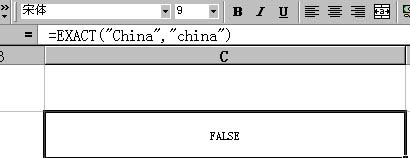 宋体 9 B I U
= =EXACT("China","china")
B C
FALSE